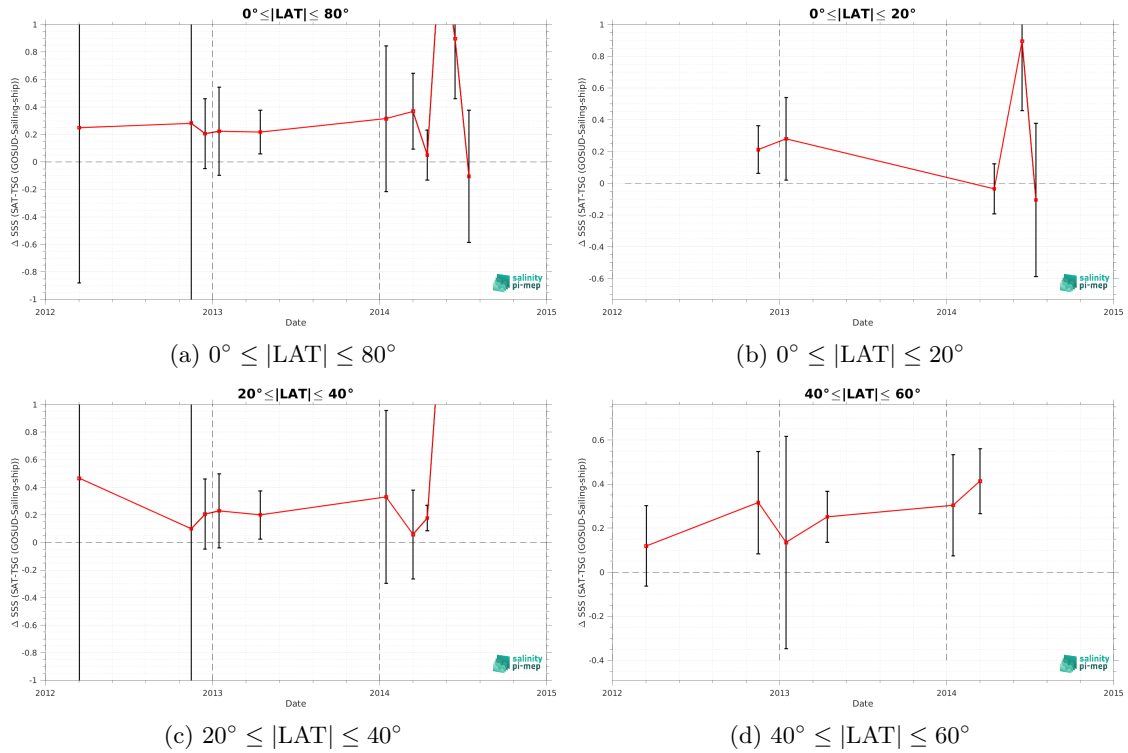 0°≤|LAT|≤ 80°
Δ SSS (SAT-TSG (GOSUD-Sailing-ship))
1
0.8
0.6
0.4
0.2
0
-0.2
-0.4
-0.6
-0.8
-1
2012
2013
2014
2015
Date
salinity
pi-mep
(a) 0° ≤ |LAT| ≤ 80°
0°≤|LAT|≤ 20°
Δ SSS (SAT-TSG (GOSUD-Sailing-ship))
1
0.8
0.6
0.4
0.2
0
-0.2
-0.4
-0.6
2012
2013
2014
2015
Date
salinity
pi-mep
(b) 0° ≤ |LAT| ≤ 20°
20°≤|LAT|≤ 40°
Δ SSS (SAT-TSG (GOSUD-Sailing-ship))
1
0.8
0.6
0.4
0.2
0
-0.2
-0.4
-0.6
-0.8
-1
2012
2013
2014
2015
Date
salinity
pi-mep
(c) 20° ≤ |LAT| ≤ 40°
40°≤|LAT|≤ 60°
Δ SSS (SAT-TSG (GOSUD-Sailing-ship))
0.6
0.4
0.2
0
-0.2
-0.4
2012
2013
2014
2015
Date
salinity
pi-mep
(d) 40° ≤ |LAT| ≤ 60°